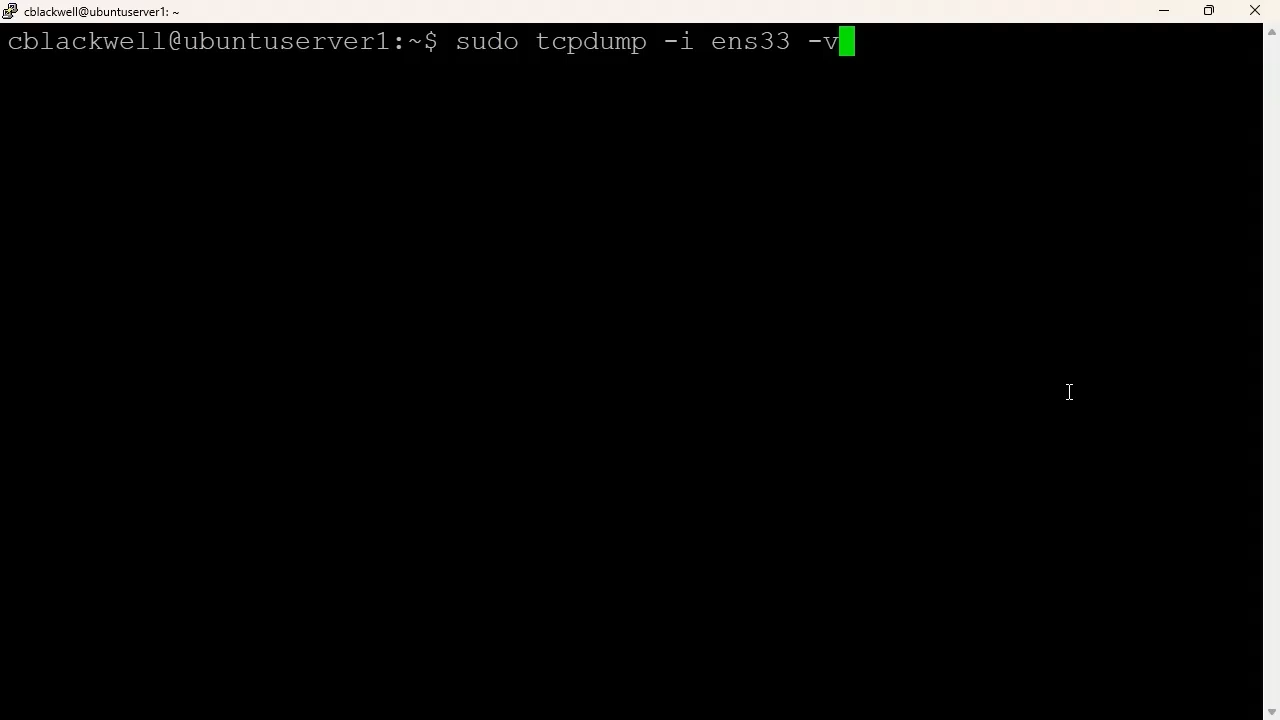 cblackwell@ubuntuserver1: ~
cblackwell@ubuntuserver1:~$ sudo tcpdump -i ens33 -v